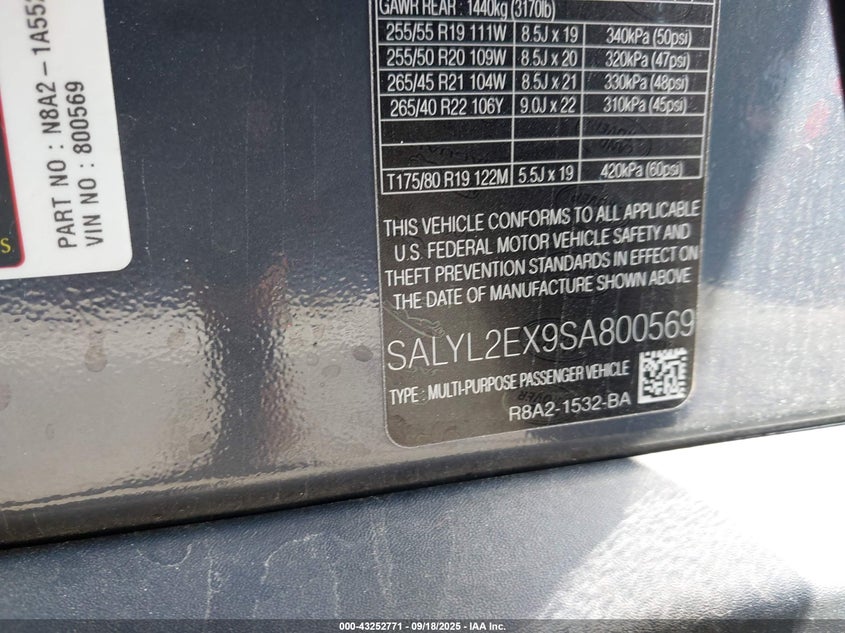 PART NO : N8A2 - 1A552
VIN NO : 800569
S
GAWR REAR : 1440kg (3170lb)
255/55 R19 111W 8.5J x 19 340kPa (50psi)
255/50 R20 109W 8.5J x 20 320kPa (47psi)
265/45 R21 104W 8.5J x 21 330kPa (48psi)
265/40 R22 106Y 9.0J x 22 310kPa (45psi)
T175/80 R19 122M 5.5J x 19 420kPa (60psi)
THIS VEHICLE CONFORMS TO ALL APPLICABLE
U.S. FEDERAL MOTOR VEHICLE SAFETY AND
THEFT PREVENTION STANDARDS IN EFFECT ON
THE DATE OF MANUFACTURE SHOWN ABOVE
SALYL2EX9SA800569
TYPE : MULTI-PURPOSE PASSENGER VEHICLE
R8A2-1532-BA
000-43252771 - 09/18/2025 - IAA Inc.